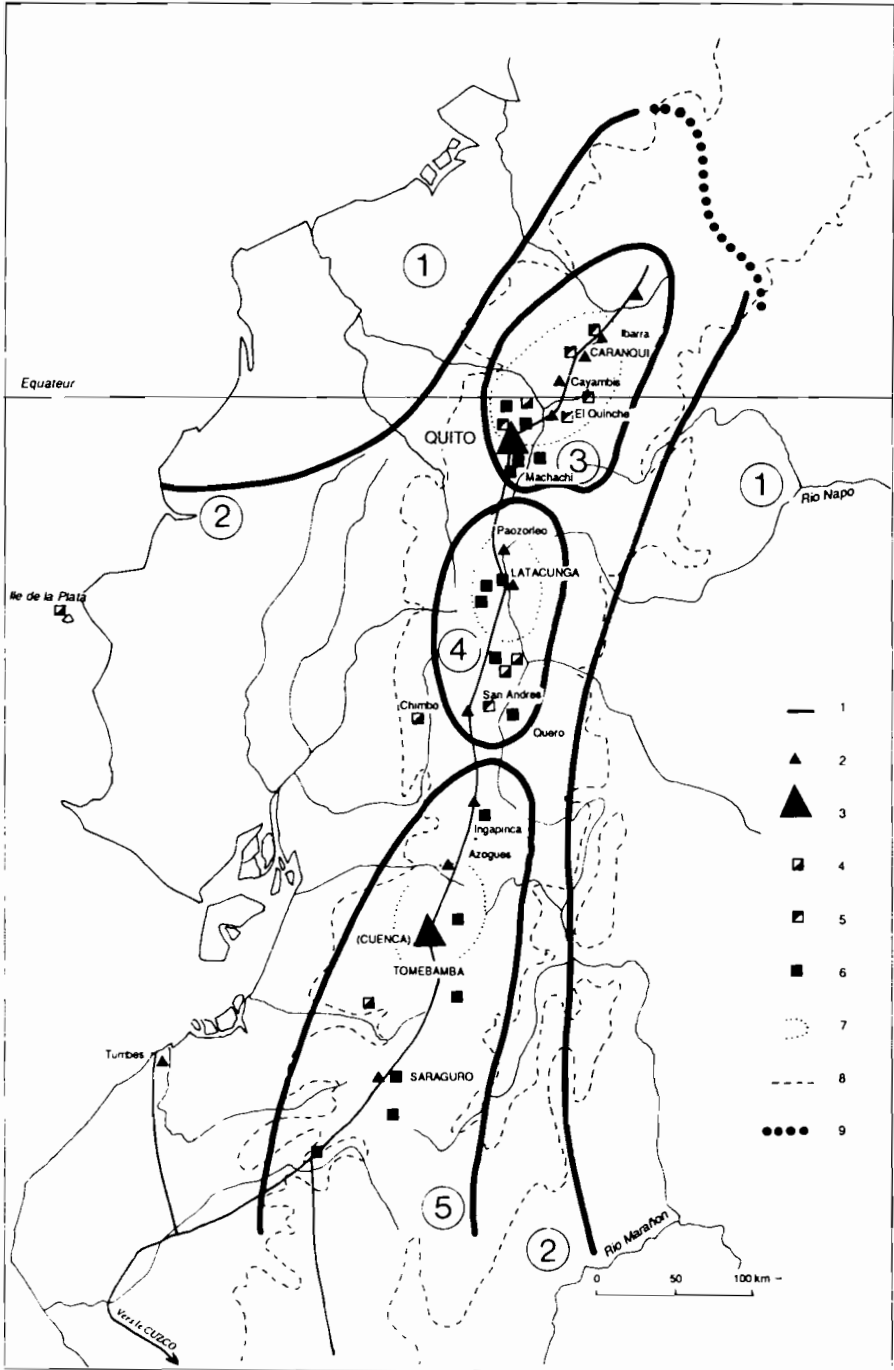 1
Ibarra
CARANQUI
Cayambis
Equateur
El Quinche
QUITO
3
Machachi
1
Rio Napo
2
Paozorleo
LATACUNGA
Ile de la Plata
4
San Andres
Chimbo
Quero
1
2
3
Ingapinca
Azogues
4
5
(CUENCA)
6
TOMEBAMBA
7
Tumbes
SARAGURO
8
9
5
2
Rio Marañon
0 50 100 km
Vers le CUZCO